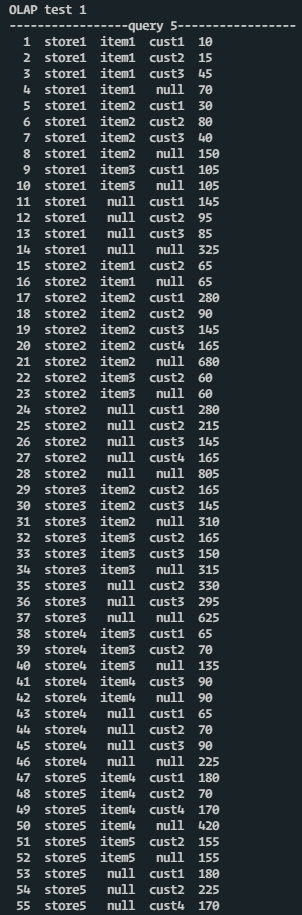 OLAP test 1
-----------------query 5-----------------
1 store1 item1 cust1 10
2 store1 item1 cust2 15
3 store1 item1 cust3 45
4 store1 item1 null 70
5 store1 item2 cust1 30
6 store1 item2 cust2 80
7 store1 item2 cust3 40
8 store1 item2 null 150
9 store1 item3 cust1 105
10 store1 item3 null 105
11 store1 null cust1 145
12 store1 null cust2 95
13 store1 null cust3 85
14 store1 null null 325
15 store2 item1 cust2 65
16 store2 item1 null 65
17 store2 item2 cust1 280
18 store2 item2 cust2 90
19 store2 item2 cust3 145
20 store2 item2 cust4 165
21 store2 item2 null 680
22 store2 item3 cust2 60
23 store2 item3 null 60
24 store2 null cust1 280
25 store2 null cust2 215
26 store2 null cust3 145
27 store2 null cust4 165
28 store2 null null 805
29 store3 item2 cust2 165
30 store3 item2 cust3 145
31 store3 item2 null 310
32 store3 item3 cust2 165
33 store3 item3 cust3 150
34 store3 item3 null 315
35 store3 null cust2 330
36 store3 null cust3 295
37 store3 null null 625
38 store4 item3 cust1 65
39 store4 item3 cust2 70
40 store4 item3 null 135
41 store4 item4 cust3 90
42 store4 item4 null 90
43 store4 null cust1 65
44 store4 null cust2 70
45 store4 null cust3 90
46 store4 null null 225
47 store5 item4 cust1 180
48 store5 item4 cust2 70
49 store5 item4 cust4 170
50 store5 item4 null 420
51 store5 item5 cust2 155
52 store5 item5 null 155
53 store5 null cust1 180
54 store5 null cust2 225
55 store5 null cust4 170